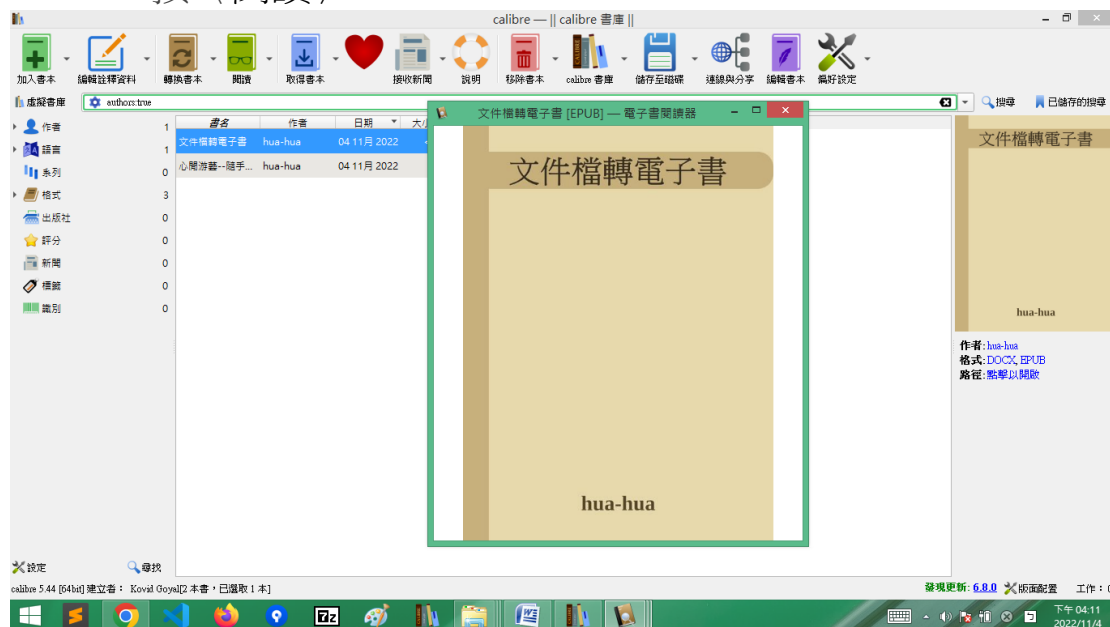 calibre — || calibre 書庫 ||
加入書本
編輯詮釋資料
轉換書本
閱讀
取得書本
接收新聞
說明
移除書本
calibre 書庫
儲存至磁碟
連線與分享
編輯書本
偏好設定
虛擬書庫
authors:true
搜尋
已儲存的搜尋
作者 1
語言 1
系列 0
格式 3
出版社 0
評分 0
新聞 0
標籤 0
識別 0
書名 作者 日期
文件檔轉電子書 hua-hua 04 11月 2022
心閒游藝--隨手... hua-hua 04 11月 2022
文件檔轉電子書 [EPUB] — 電子書閱讀器
文件檔轉電子書
hua-hua
文件檔轉電子書
hua-hua
作者: hua-hua
格式: DOCX, EPUB
路徑: 點擊以開啟
設定
尋找
calibre 5.44 [64bit] 建立者： Kovid Goyal [2 本書，已選取 1 本]
發現更新: 6.8.0
版面配置
工作：
7z
下午 04:11
2022/11/4